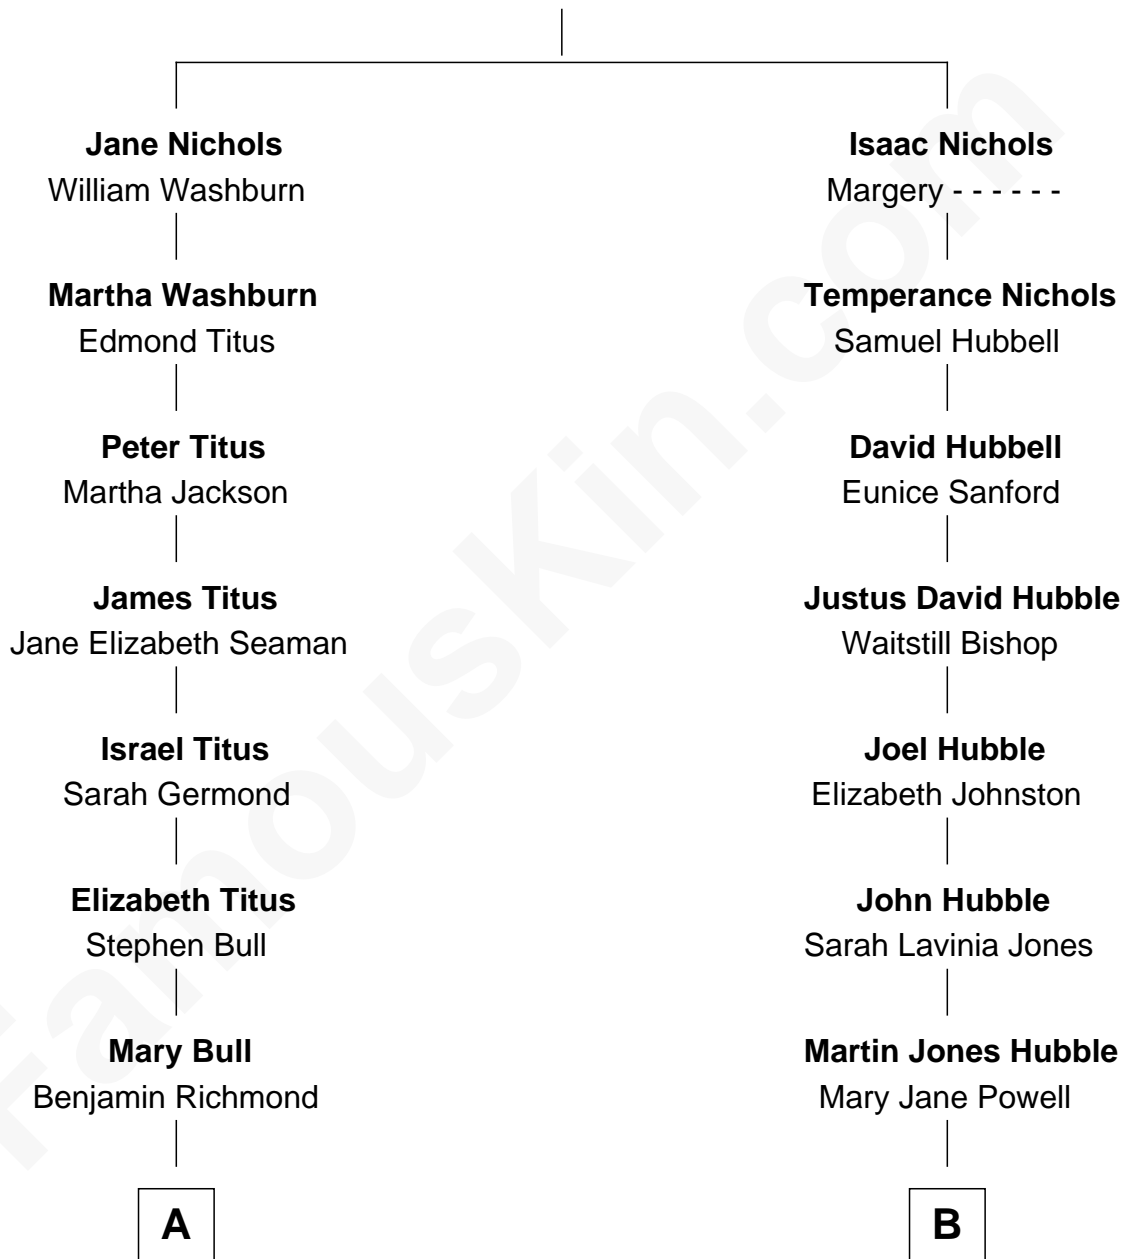 Jane Nichols
William Washburn
Martha Washburn
Edmond Titus
Peter Titus
Martha Jackson
James Titus
Jane Elizabeth Seaman
Israel Titus
Sarah Germond
Elizabeth Titus
Stephen Bull
Mary Bull
Benjamin Richmond
A
Isaac Nichols
Margery - - - - - -
Temperance Nichols
Samuel Hubbell
David Hubbell
Eunice Sanford
Justus David Hubble
Waitstill Bishop
Joel Hubble
Elizabeth Johnston
John Hubble
Sarah Lavinia Jones
Martin Jones Hubble
Mary Jane Powell
B
FamousKin.com